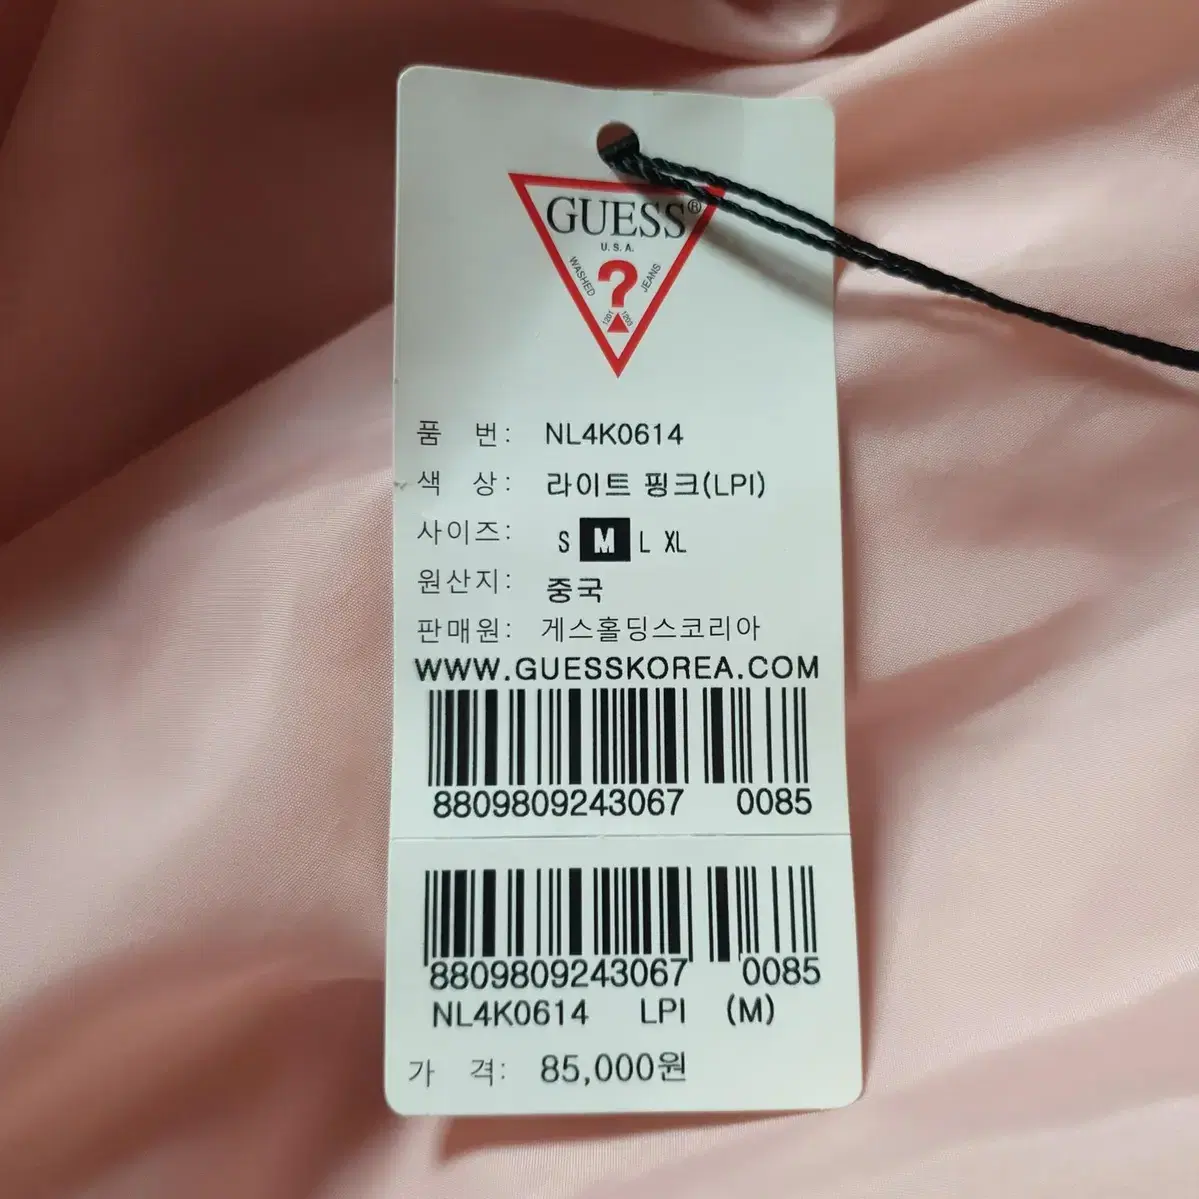 GUESS®
U.S.A.
WASHED JEANS
?
1201 1203
품 번: NL4K0614
색 상: 라이트 핑크(LPI)
사이즈: S M L XL
원산지: 중국
판매원: 게스홀딩스코리아
WWW.GUESSKOREA.COM
8809809243067 0085
8809809243067 0085
NL4K0614 LPI (M)
가 격: 85,000원